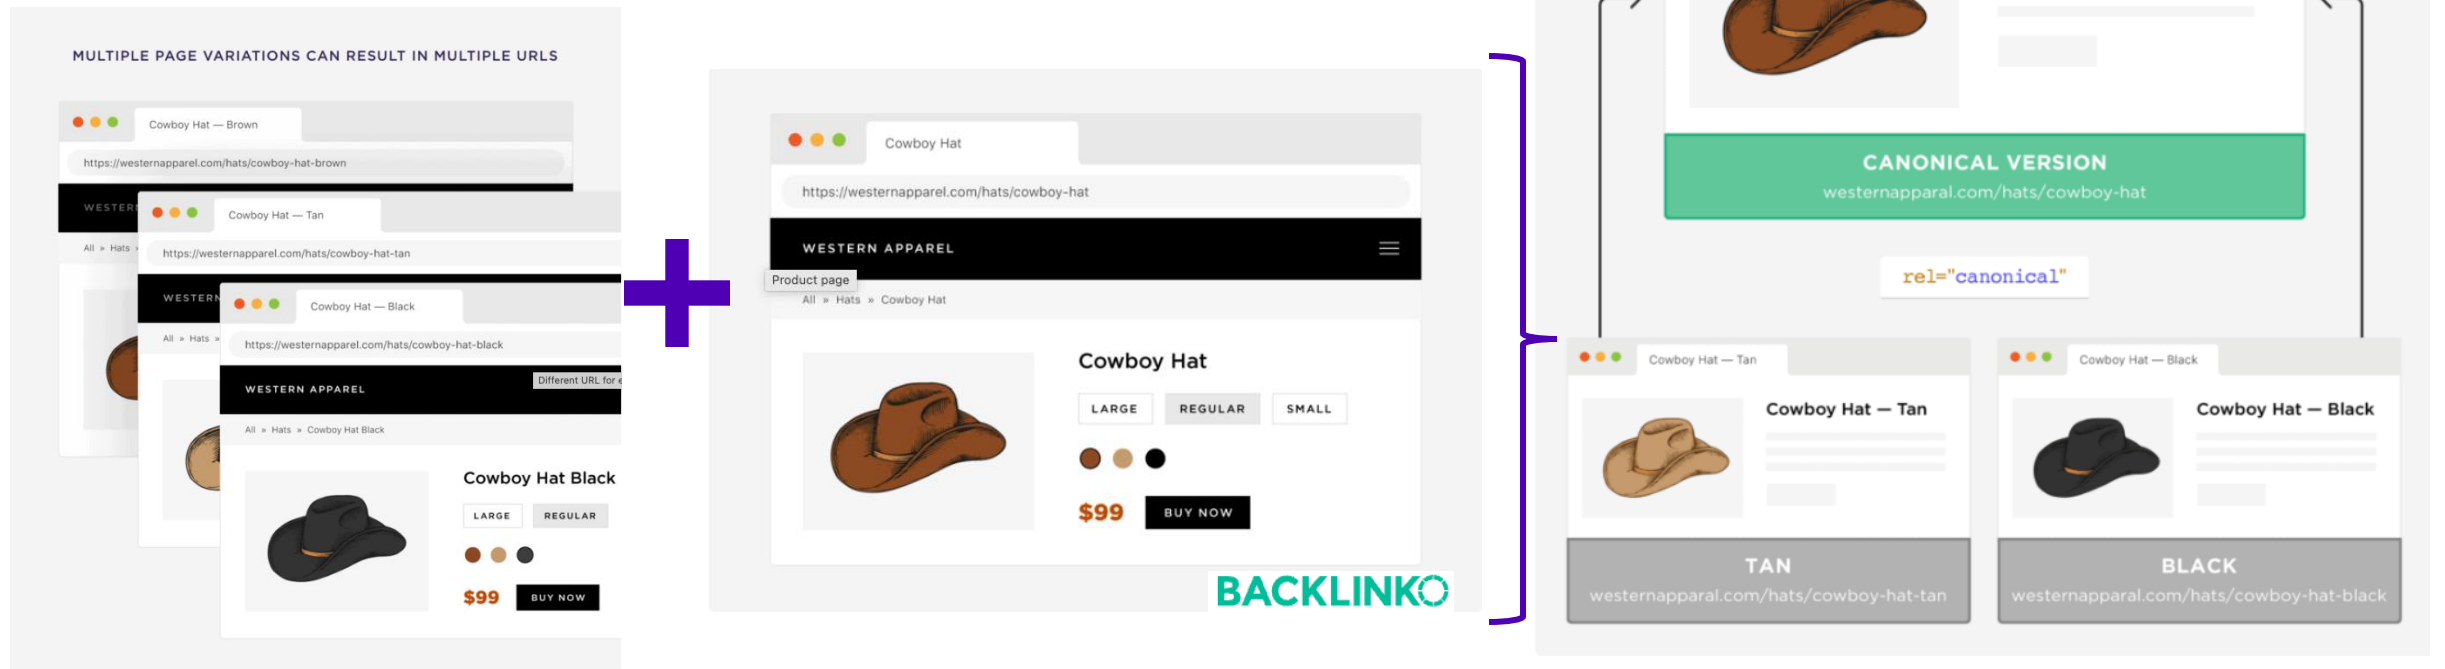 MULTIPLE PAGE VARIATIONS CAN RESULT IN MULTIPLE URLS
Cowboy Hat — Brown
https://westernapparel.com/hats/cowboy-hat-brown
WESTER
All » Hats »
Cowboy Hat — Tan
https://westernapparel.com/hats/cowboy-hat-tan
WESTERN
All » Hats »
Cowboy Hat — Black
https://westernapparel.com/hats/cowboy-hat-black
Different URL for e
WESTERN APPAREL
All » Hats » Cowboy Hat Black
Cowboy Hat Black
LARGE REGULAR
$99 BUY NOW
Cowboy Hat
https://westernapparel.com/hats/cowboy-hat
WESTERN APPAREL
Product page
All » Hats » Cowboy Hat
Cowboy Hat
LARGE REGULAR SMALL
$99 BUY NOW
BACKLINKO
CANONICAL VERSION
westernapparal.com/hats/cowboy-hat
rel="canonical"
Cowboy Hat — Tan
Cowboy Hat — Tan
TAN
westernapparal.com/hats/cowboy-hat-tan
Cowboy Hat — Black
Cowboy Hat — Black
BLACK
westernapparal.com/hats/cowboy-hat-black